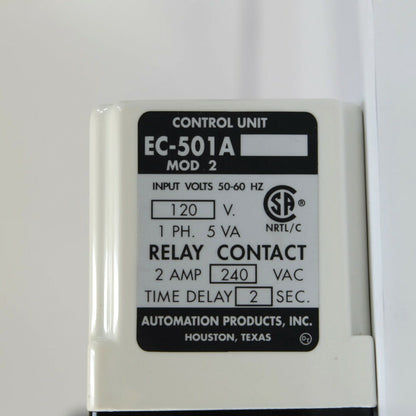 CONTROL UNIT
EC-501A
MOD 2
INPUT VOLTS 50-60 HZ
120 V.
1 PH. 5 VA
SA ®
NRTL/C
RELAY CONTACT
2 AMP 240 VAC
TIME DELAY 2 SEC.
AUTOMATION PRODUCTS, INC.
HOUSTON, TEXAS